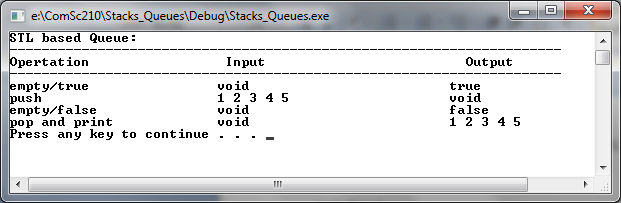 e:\ComSc210\Stacks_Queues\Debug\Stacks_Queues.exe
STL based Queue:
Opertation Input Output
empty/true void true
push 1 2 3 4 5 void
empty/false void false
pop and print void 1 2 3 4 5
Press any key to continue . . .